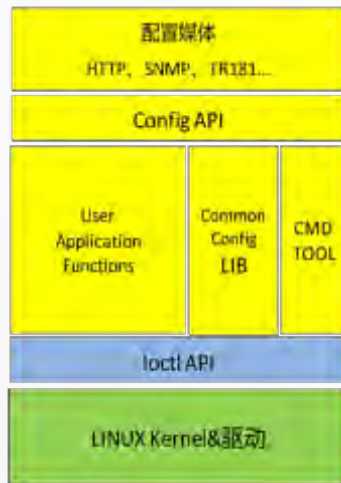 配置媒体
HTTP、SNMP、TR181...
Config API
User
Application
Functions
Common
Config
LIB
CMD
TOOL
Ioctl API
LINUX Kernel&驱动